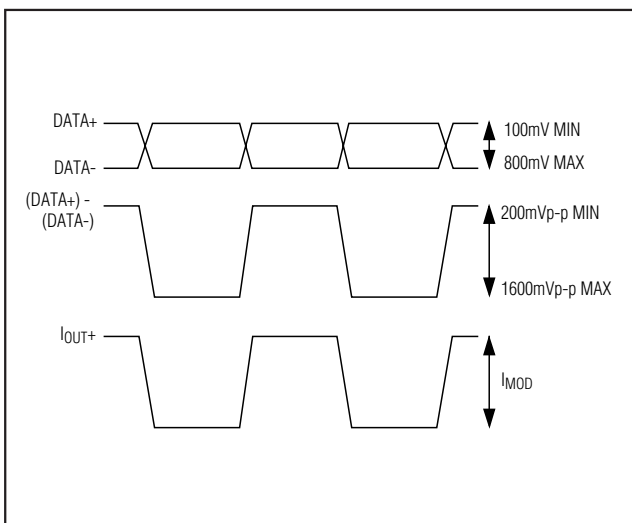 DATA+
100mV MIN
DATA-
800mV MAX
(DATA+) -
(DATA-)
200mVp-p MIN
1600mVp-p MAX
IOUT+
IMOD